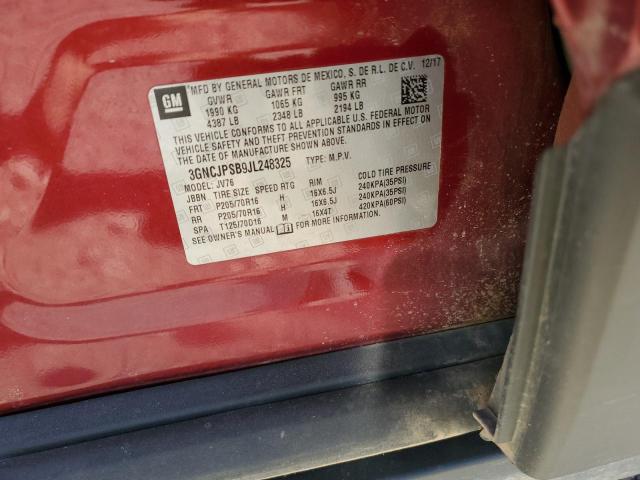 GM
MFD BY GENERAL MOTORS DE MEXICO, S. DE R.L. DE C.V. 12/17
GVWR GAWR FRT GAWR RR
1990 KG 1065 KG 995 KG
4387 LB 2348 LB 2194 LB
THIS VEHICLE CONFORMS TO ALL APPLICABLE U.S. FEDERAL MOTOR
VEHICLE SAFETY AND THEFT PREVENTION STANDARDS IN EFFECT ON
THE DATE OF MANUFACTURE SHOWN ABOVE.
3GNCJPSB9JL248325 TYPE: M.P.V.
MODEL: JV76
JBBN TIRE SIZE SPEED RTG RIM COLD TIRE PRESSURE
FRT P205/70R16 H 16X6.5J 240KPA(35PSI)
RR P205/70R16 H 16X6.5J 240KPA(35PSI)
SPA T125/70D16 M 16X4T 420KPA(60PSI)
SEE OWNER'S MANUAL FOR MORE INFORMATION.